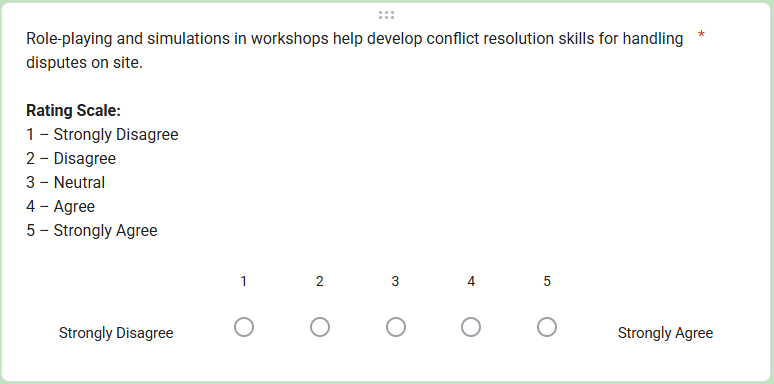 Role-playing and simulations in workshops help develop conflict resolution skills for handling *
disputes on site.
Rating Scale:
1 – Strongly Disagree
2 – Disagree
3 – Neutral
4 – Agree
5 – Strongly Agree
1 2 3 4 5
Strongly Disagree Strongly Agree